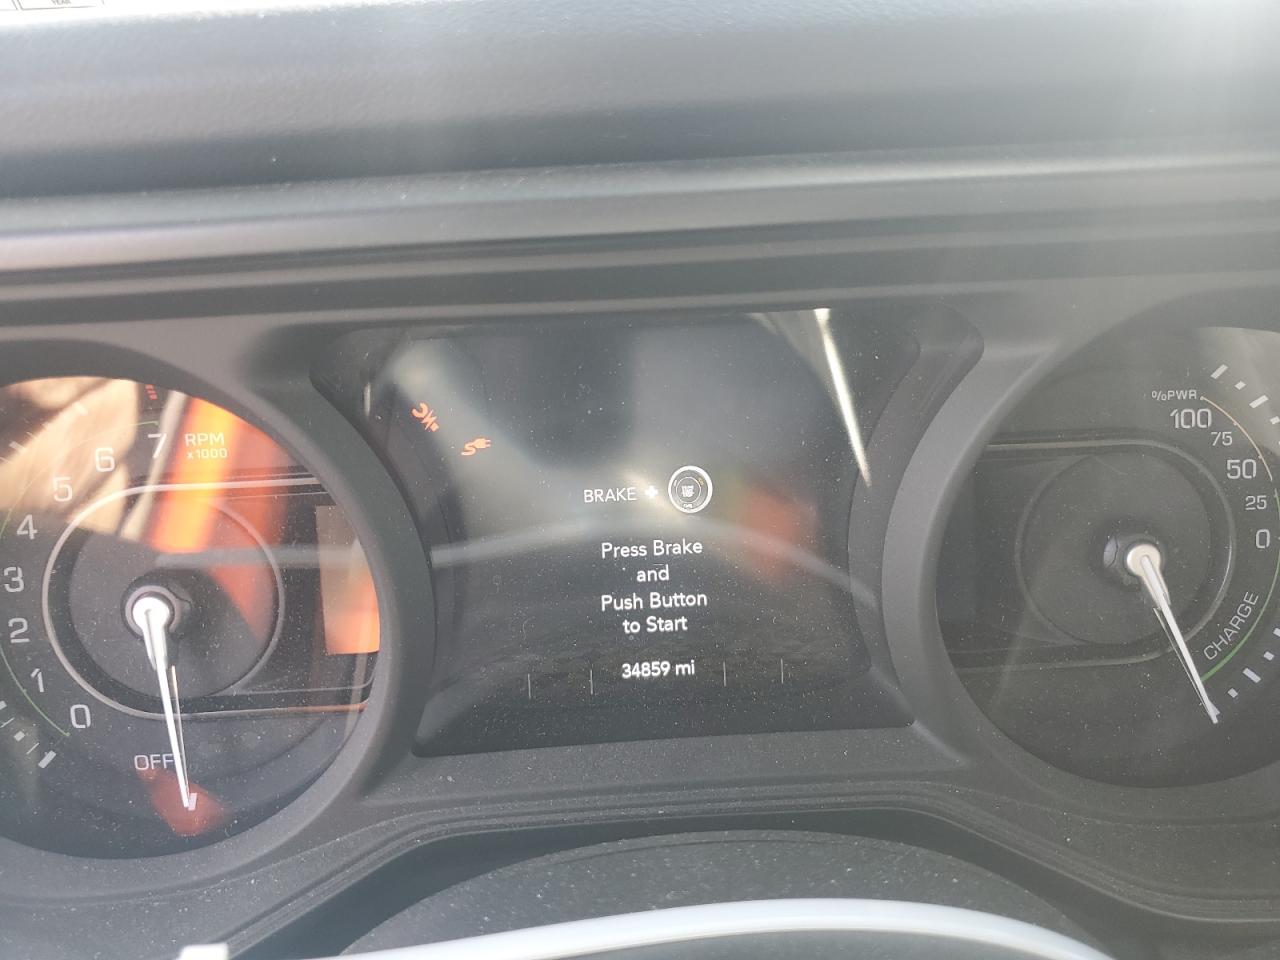 YEAR
RPM
x1000
7
6
5
4
3
2
1
0
OFF
BRAKE +
Press Brake
and
Push Button
to Start
34859 mi
%PWR
100
75
50
25
0
CHARGE